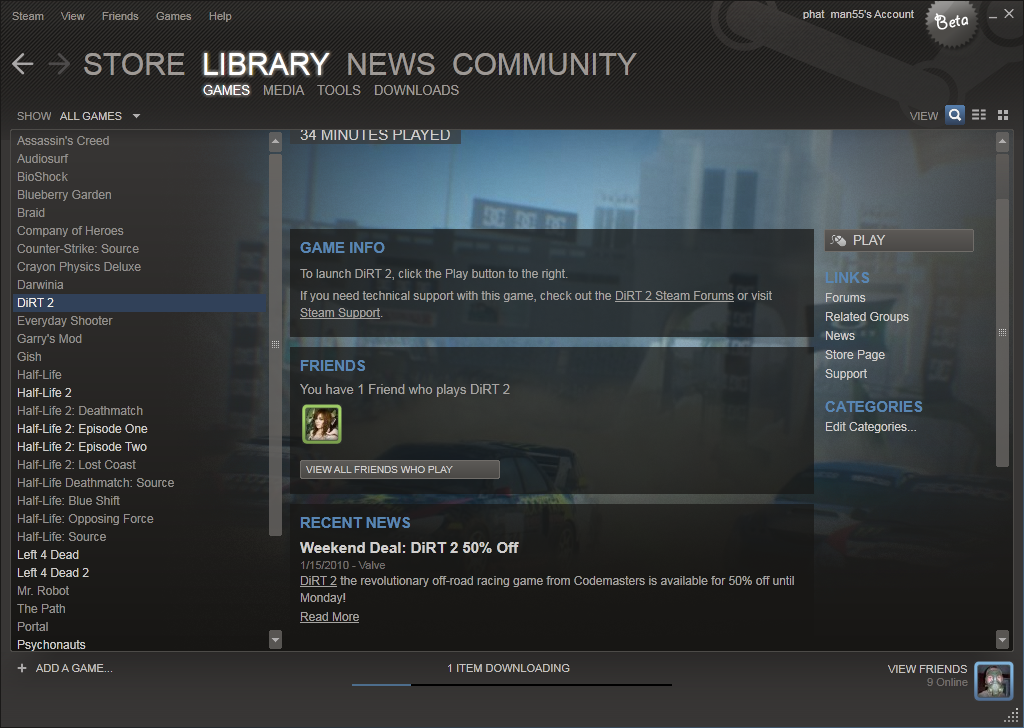 Steam View Friends Games Help
phat_man55's Account
Beta
STORE LIBRARY NEWS COMMUNITY
GAMES MEDIA TOOLS DOWNLOADS
SHOW ALL GAMES
VIEW
Assassin's Creed
Audiosurf
BioShock
Blueberry Garden
Braid
Company of Heroes
Counter-Strike: Source
Crayon Physics Deluxe
Darwinia
DiRT 2
Everyday Shooter
Garry's Mod
Gish
Half-Life
Half-Life 2
Half-Life 2: Deathmatch
Half-Life 2: Episode One
Half-Life 2: Episode Two
Half-Life 2: Lost Coast
Half-Life Deathmatch: Source
Half-Life: Blue Shift
Half-Life: Opposing Force
Half-Life: Source
Left 4 Dead
Left 4 Dead 2
Mr. Robot
The Path
Portal
Psychonauts
34 MINUTES PLAYED
GAME INFO
To launch DiRT 2, click the Play button to the right.
If you need technical support with this game, check out the DiRT 2 Steam Forums or visit
Steam Support.
FRIENDS
You have 1 Friend who plays DiRT 2
VIEW ALL FRIENDS WHO PLAY
RECENT NEWS
Weekend Deal: DiRT 2 50% Off
1/15/2010 - Valve
DiRT 2 the revolutionary off-road racing game from Codemasters is available for 50% off until
Monday!
Read More
PLAY
LINKS
Forums
Related Groups
News
Store Page
Support
CATEGORIES
Edit Categories...
+ ADD A GAME...
1 ITEM DOWNLOADING
VIEW FRIENDS
9 Online